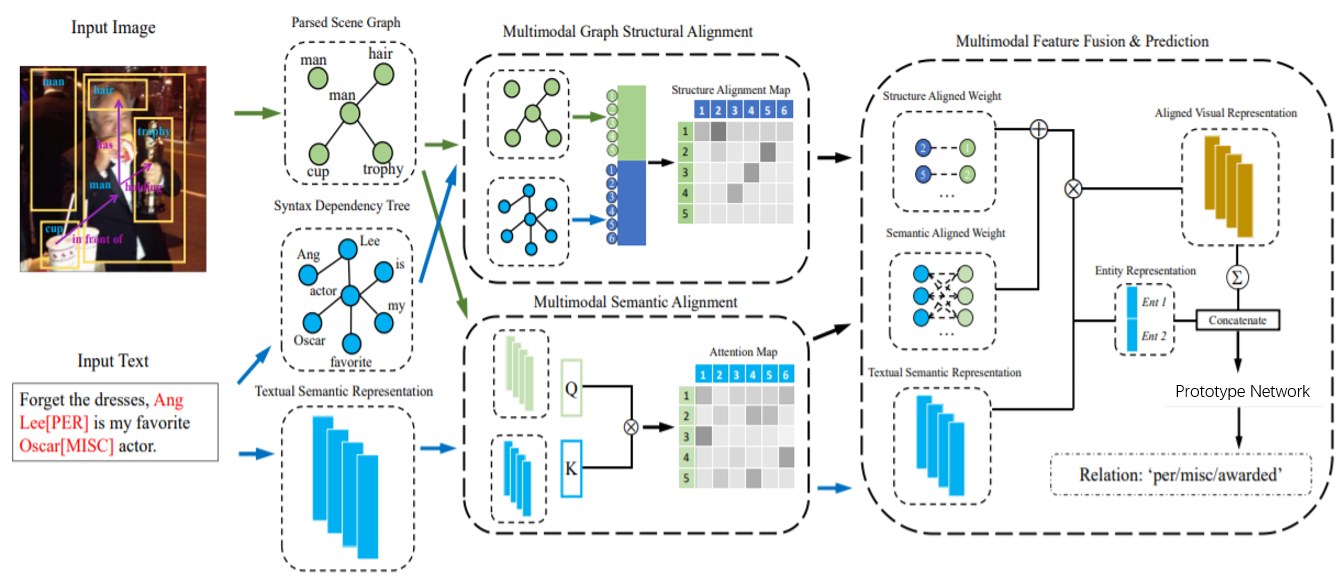 Input Image
man
hair
trophy
has
man
holding
cup
in front of
Input Text
Forget the dresses, Ang
Lee[PER] is my favorite
Oscar[MISC] actor.
Parsed Scene Graph
man
hair
man
cup
trophy
Syntax Dependency Tree
Ang
Lee
is
actor
my
Oscar
favorite
Textual Semantic Representation
Multimodal Graph Structural Alignment
1
2
3
4
5
1
2
3
4
5
6
Structure Alignment Map
1 2 3 4 5 6
1
2
3
4
5
Multimodal Semantic Alignment
Q
K
Attention Map
1 2 3 4 5 6
1
2
3
4
5
Multimodal Feature Fusion & Prediction
Structure Aligned Weight
2 1
5 2
...
Semantic Aligned Weight
...
Textual Semantic Representation
Aligned Visual Representation
Σ
Entity Representation
Ent 1
Ent 2
Concatenate
Prototype Network
Relation: ‘per/misc/awarded’